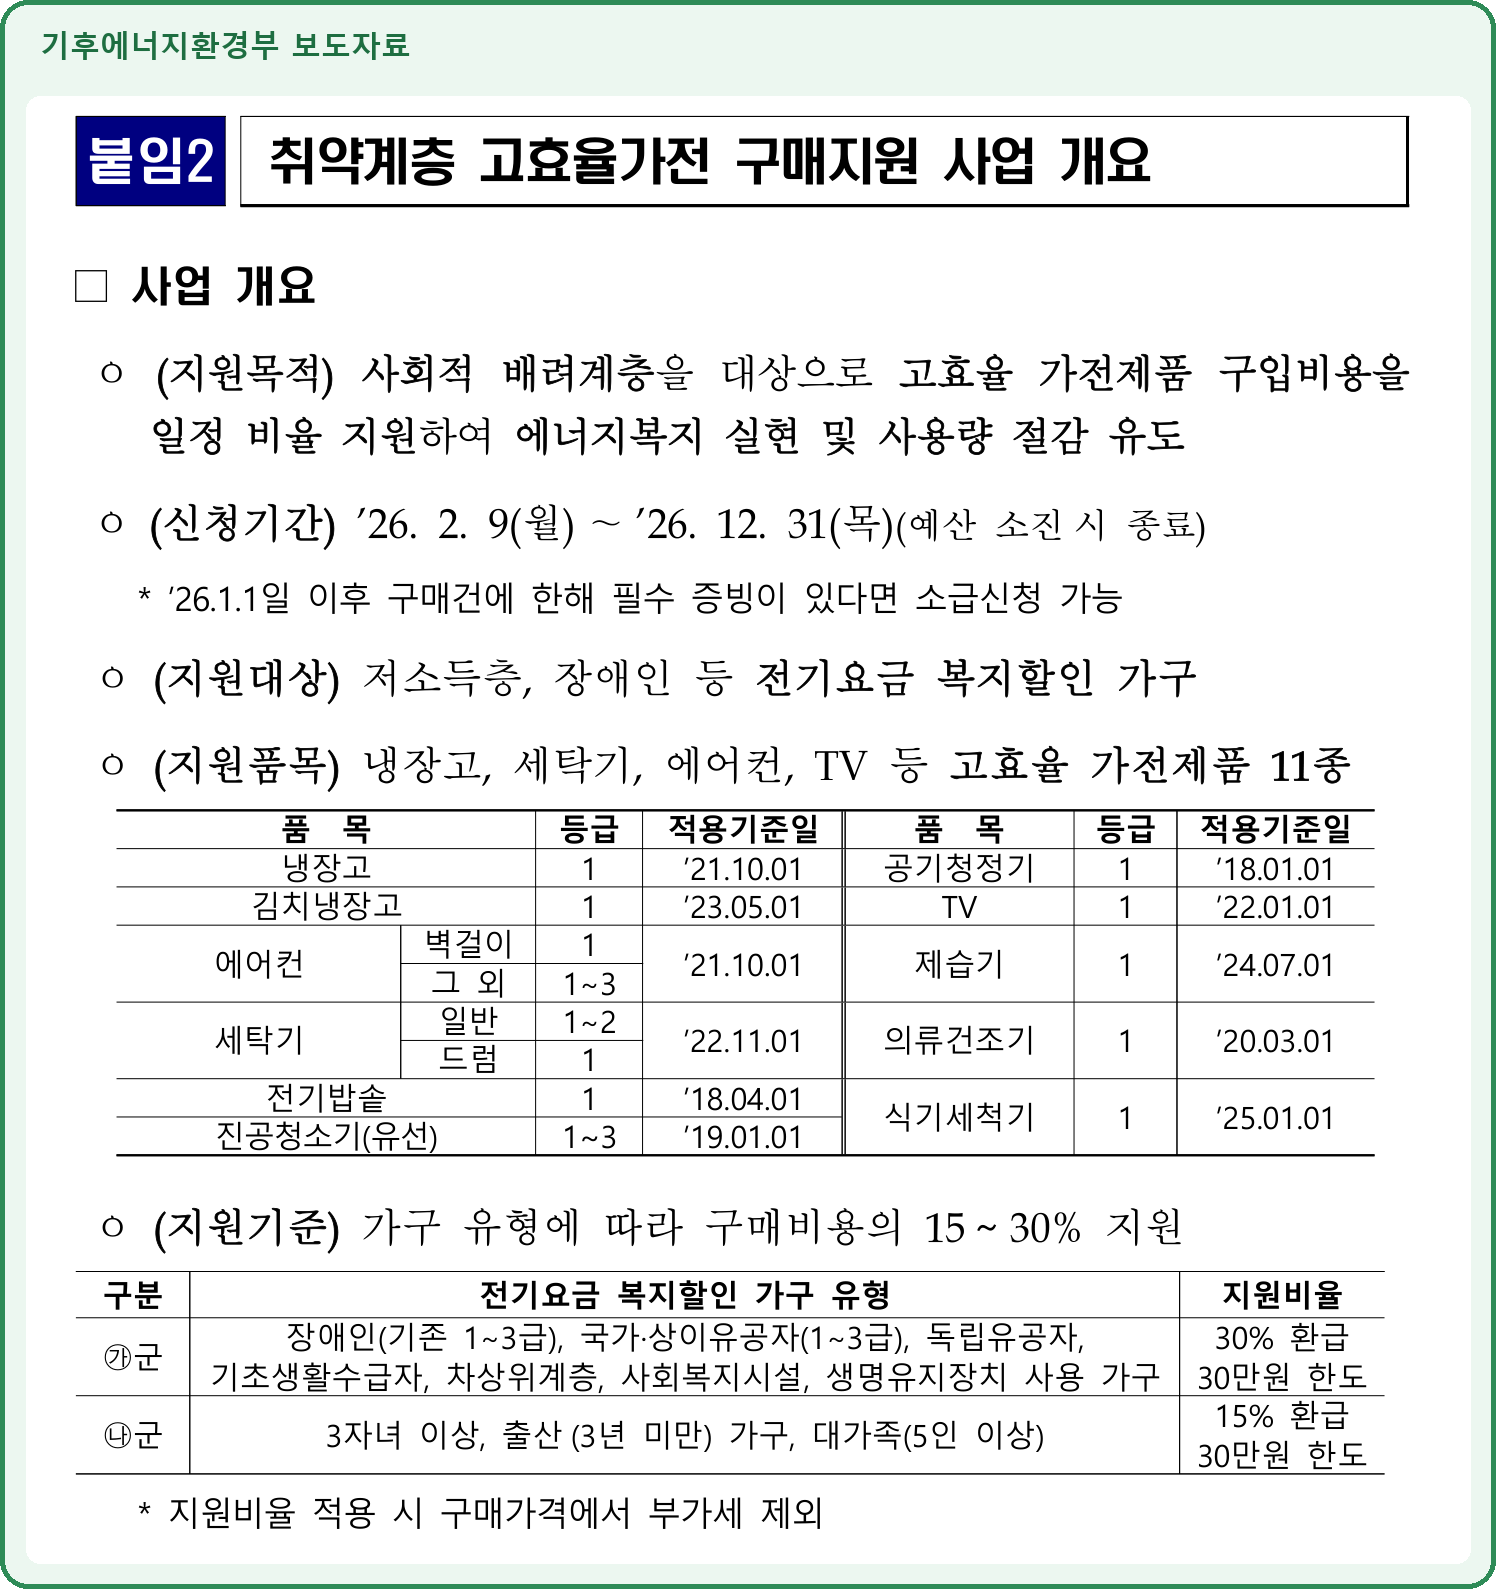 기후에너지환경부 보도자료
붙임2 취약계층 고효율가전 구매지원 사업 개요
□ 사업 개요
ㅇ (지원목적) 사회적 배려계층을 대상으로 고효율 가전제품 구입비용을
일정 비율 지원하여 에너지복지 실현 및 사용량 절감 유도
ㅇ (신청기간) ’26. 2. 9(월) ~ ’26. 12. 31(목)(예산 소진 시 종료)
* ’26.1.1일 이후 구매건에 한해 필수 증빙이 있다면 소급신청 가능
ㅇ (지원대상) 저소득층, 장애인 등 전기요금 복지할인 가구
ㅇ (지원품목) 냉장고, 세탁기, 에어컨, TV 등 고효율 가전제품 11종
품 목 등급 적용기준일 품 목 등급 적용기준일
냉장고 1 ’21.10.01 공기청정기 1 ’18.01.01
김치냉장고 1 ’23.05.01 TV 1 ’22.01.01
에어컨 벽걸이 1 ’21.10.01 제습기 1 ’24.07.01
그 외 1~3
세탁기 일반 1~2 ’22.11.01 의류건조기 1 ’20.03.01
드럼 1
전기밥솥 1 ’18.04.01 식기세척기 1 ’25.01.01
진공청소기(유선) 1~3 ’19.01.01
ㅇ (지원기준) 가구 유형에 따라 구매비용의 15 ~ 30% 지원
구분 전기요금 복지할인 가구 유형 지원비율
㉮군 장애인(기존 1~3급), 국가·상이유공자(1~3급), 독립유공자, 30% 환급
기초생활수급자, 차상위계층, 사회복지시설, 생명유지장치 사용 가구 30만원 한도
㉯군 3자녀 이상, 출산 (3년 미만) 가구, 대가족(5인 이상) 15% 환급
30만원 한도
* 지원비율 적용 시 구매가격에서 부가세 제외